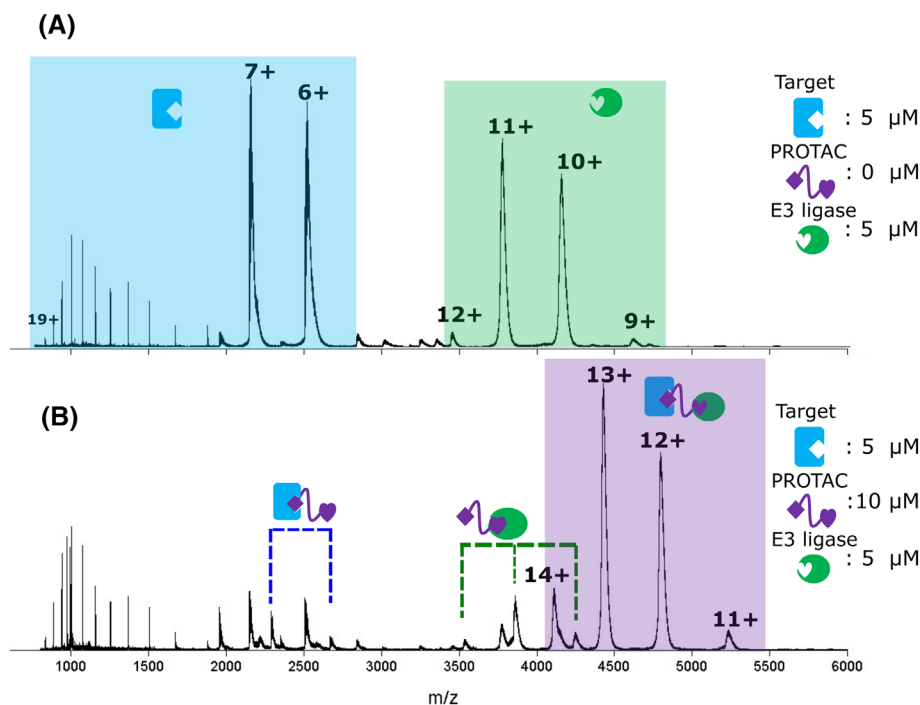 (A)
7+
6+
11+
10+
19+
12+
9+
Target
: 5 µM
PROTAC
: 0 µM
E3 ligase
: 5 µM
(B)
13+
12+
14+
11+
Target
: 5 µM
PROTAC
:10 µM
E3 ligase
: 5 µM
1000 1500 2000 2500 3000 3500 4000 4500 5000 5500 6000
m/z